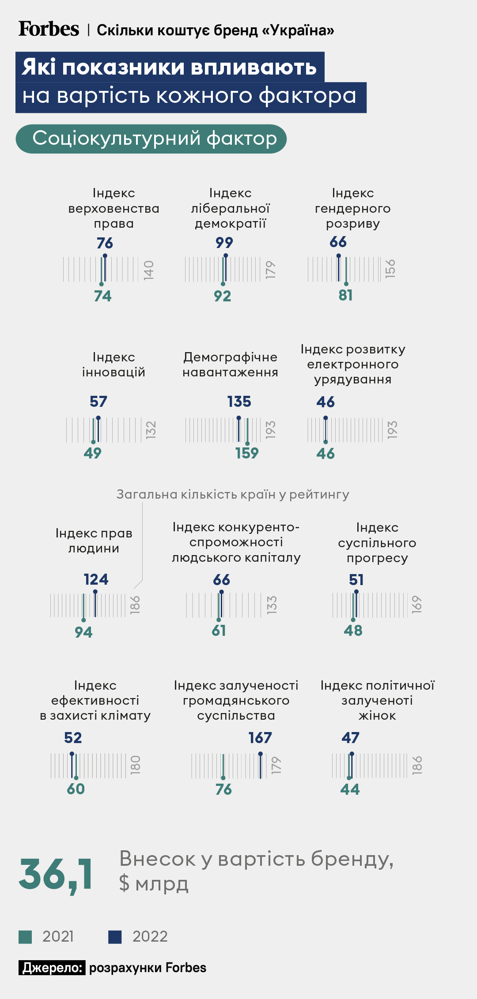 Forbes | Скільки коштує бренд «Україна»
Які показники впливають
на вартість кожного фактора
Соціокультурний фактор
Індекс
верховенства
права
76
140
74
Індекс
ліберальної
демократії
99
179
92
Індекс
гендерного
розриву
66
156
81
Індекс
інновацій
57
132
49
Демографічне
навантаження
135
193
159
Індекс розвитку
електронного
урядування
46
193
46
Загальна кількість країн у рейтингу
Індекс прав
людини
124
186
94
Індекс конкуренто-
спроможності
людського капіталу
66
133
61
Індекс
суспільного
прогресу
51
169
48
Індекс
ефективності
в захисті клімату
52
180
60
Індекс залученості
громадянського
суспільства
167
179
76
Індекс політичної
залученоті
жінок
47
186
44
36,1
Внесок у вартість бренду,
$ млрд
2021
2022
Джерело: розрахунки Forbes